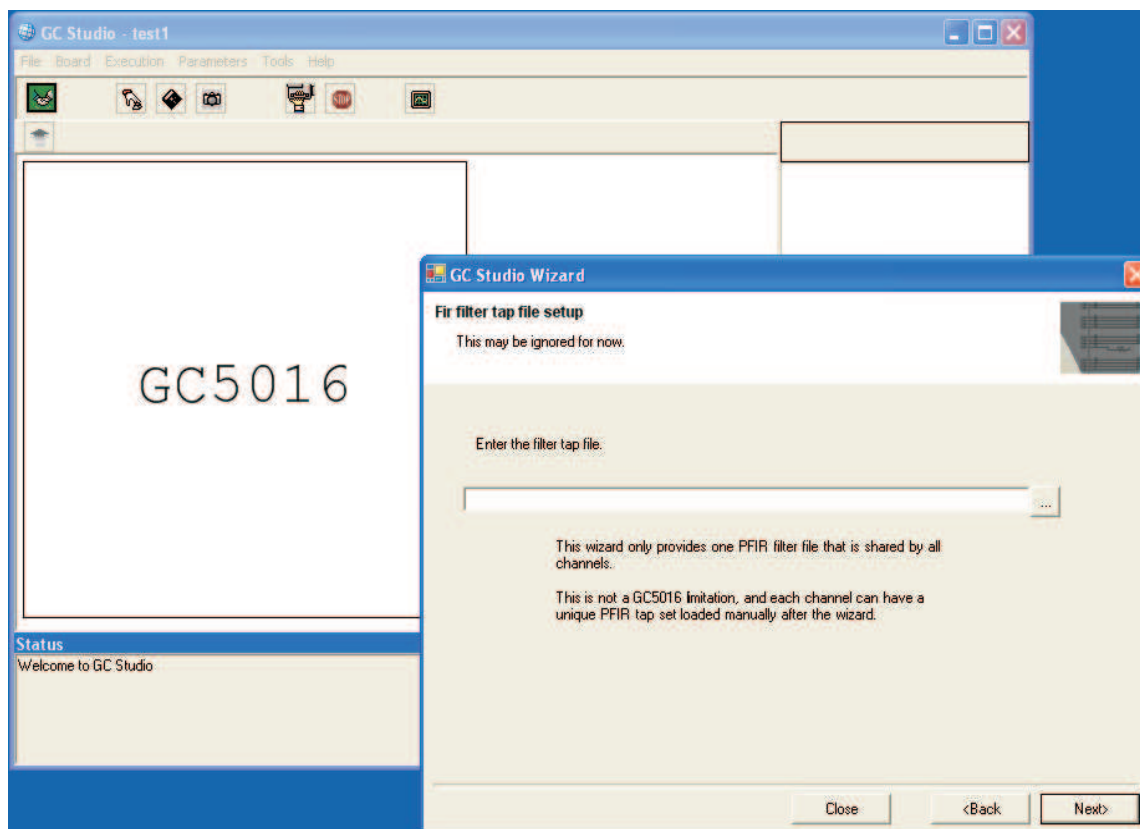 GC Studio - test1
File Board Execution Parameters Tools Help
STOP
GC5016
GC Studio Wizard
Fir filter tap file setup
This may be ignored for now.
Enter the filter tap file.
...
This wizard only provides one PFIR filter file that is shared by all
channels.
This is not a GC5016 limitation, and each channel can have a
unique PFIR tap set loaded manually after the wizard.
Status
Welcome to GC Studio
Close
<Back
Next>